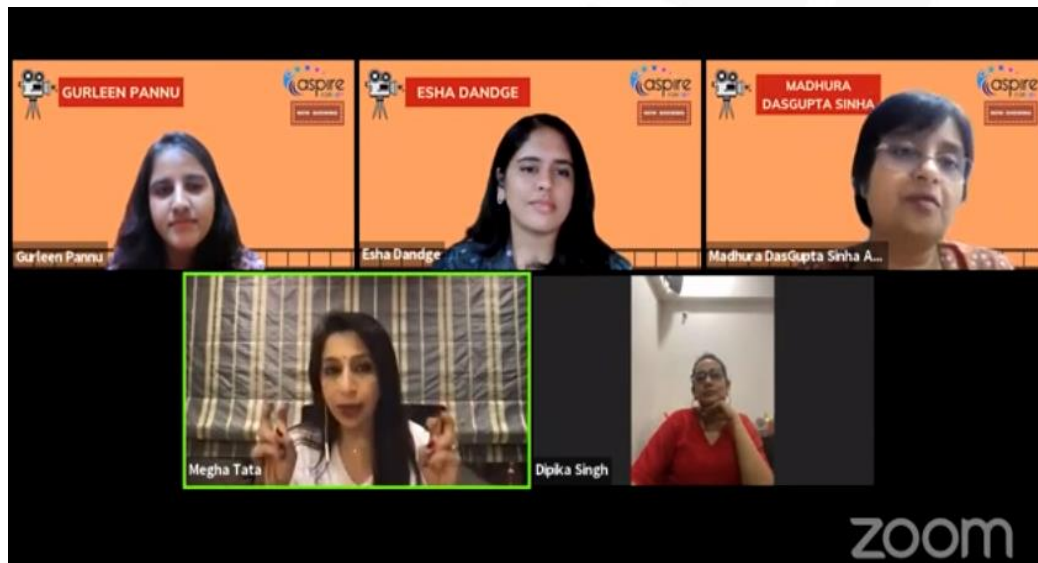 GURLEEN PANNU
aspire
Gurleen Pannu
ESHA DANDGE
aspire
Esha Dandge
MADHURA
DASGUPTA SINHA
aspire
Madhura DasGupta Sinha A...
Megha Tata
Dipika Singh
zoom